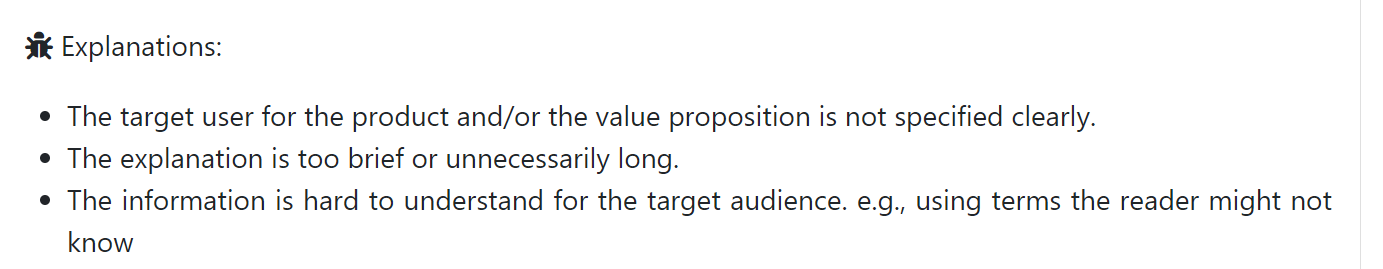 Explanations:
The target user for the product and/or the value proposition is not specified clearly.
The explanation is too brief or unnecessarily long.
The information is hard to understand for the target audience. e.g., using terms the reader might not
know